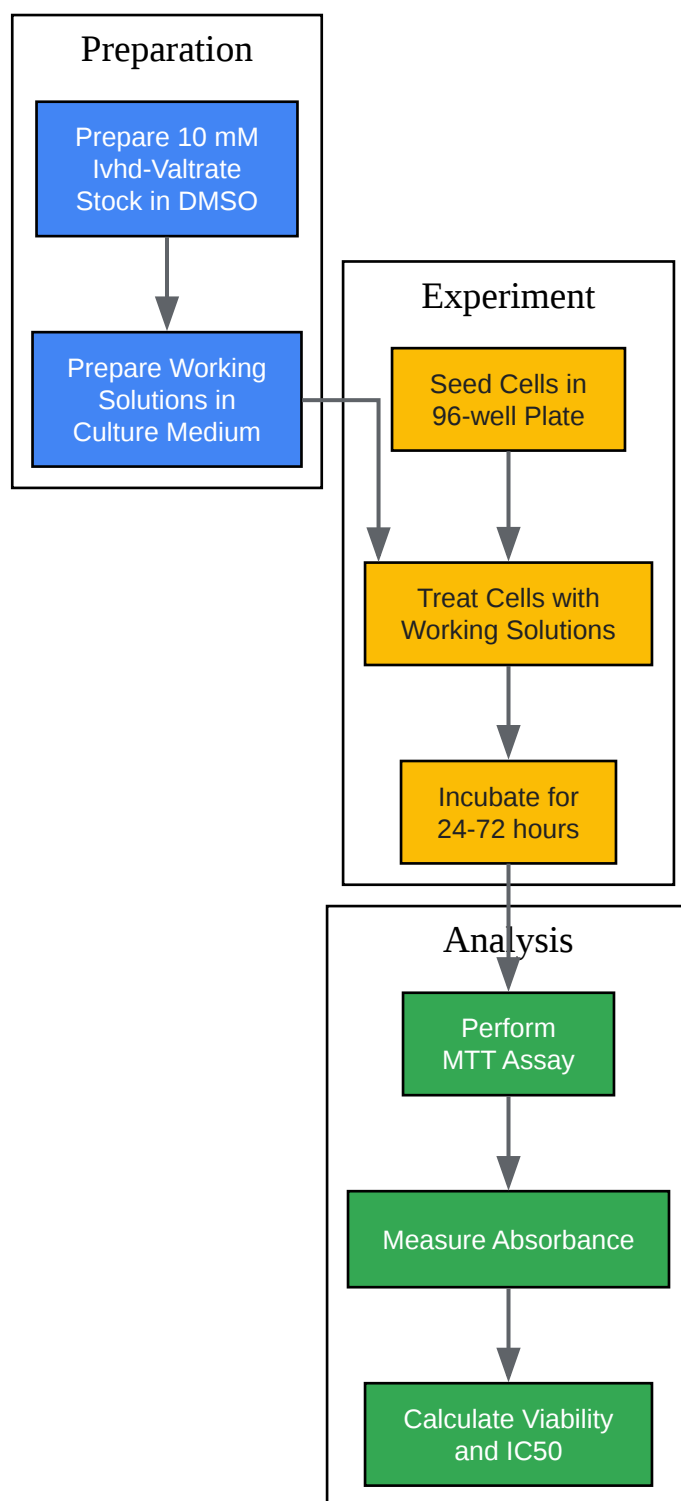 Preparation
Prepare 10 mM
Ivhd-Valtrate
Stock in DMSO
Prepare Working
Solutions in
Culture Medium
Experiment
Seed Cells in
96-well Plate
Treat Cells with
Working Solutions
Incubate for
24-72 hours
Analysis
Perform
MTT Assay
Measure Absorbance
Calculate Viability
and IC50